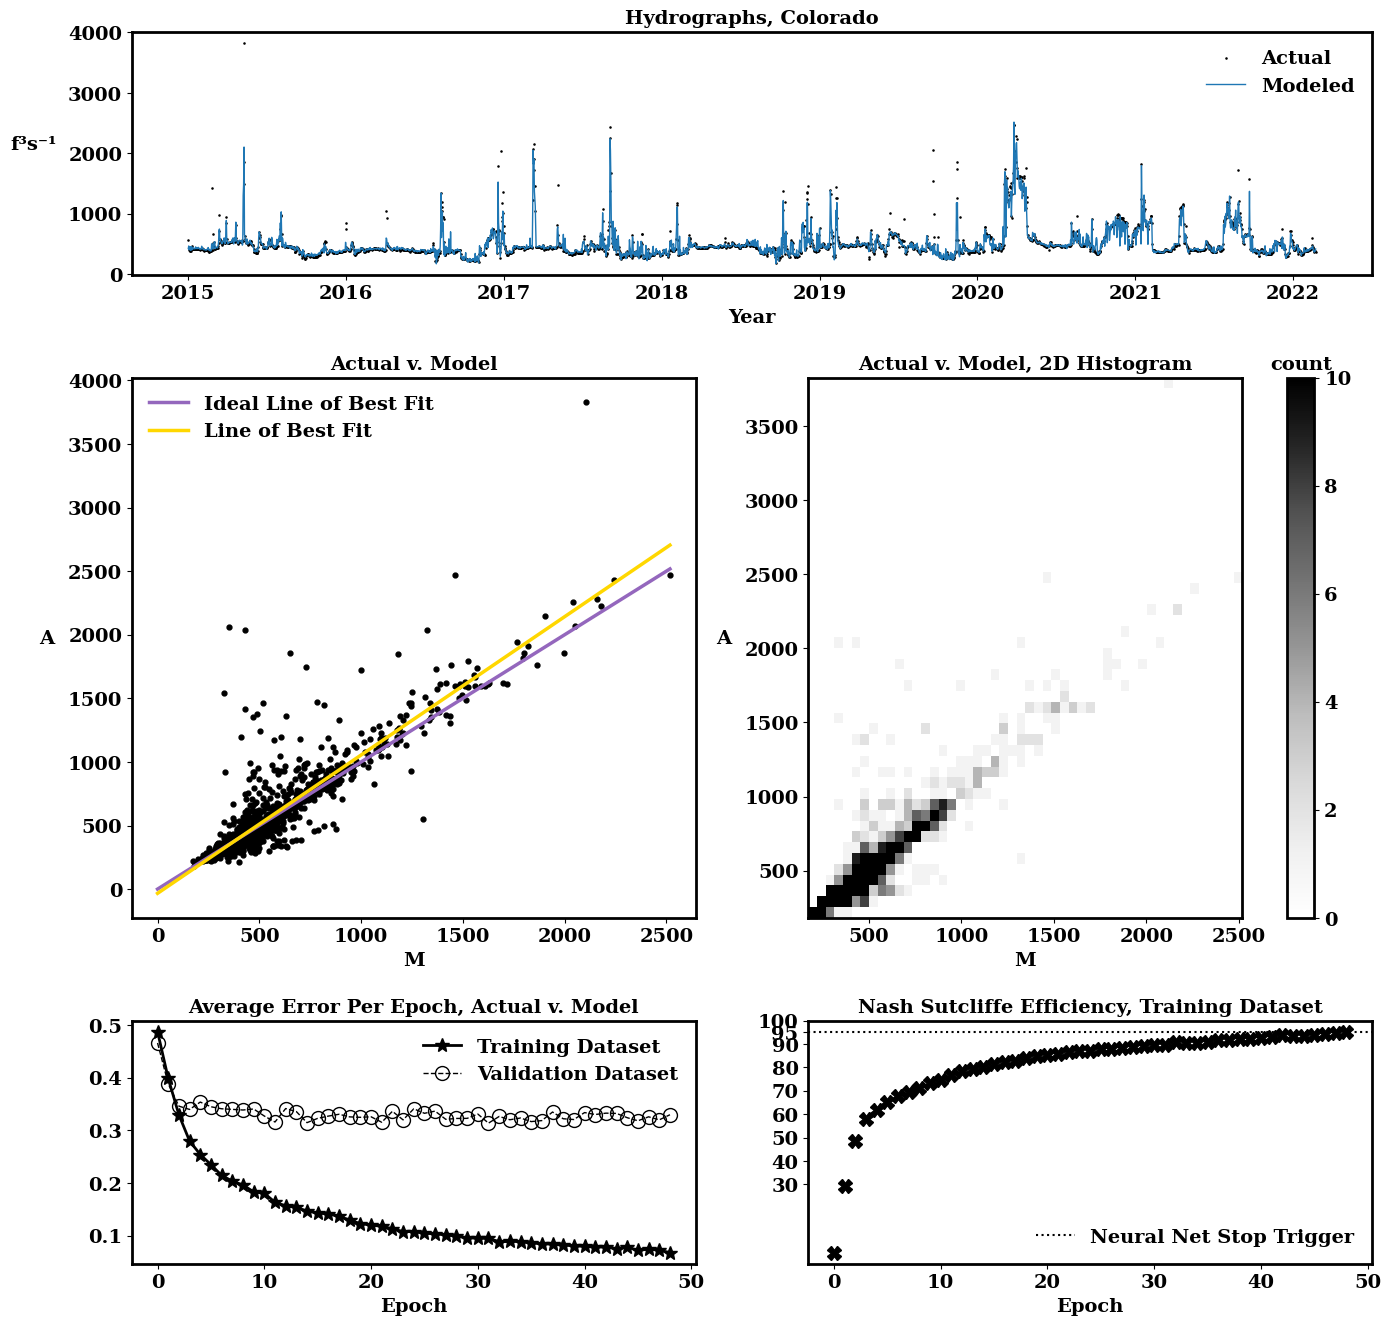 Hydrographs, Colorado
4000
3000
2000
1000
0
f³s⁻¹
Actual
Modeled
2015 2016 2017 2018 2019 2020 2021 2022
Year
Actual v. Model
4000
3500
3000
2500
2000
1500
1000
500
0
A
Ideal Line of Best Fit
Line of Best Fit
0 500 1000 1500 2000 2500
M
Actual v. Model, 2D Histogram
3500
3000
2500
2000
1500
1000
500
A
500 1000 1500 2000 2500
M
count
10
8
6
4
2
0
Average Error Per Epoch, Actual v. Model
0.5
0.4
0.3
0.2
0.1
Training Dataset
Validation Dataset
0 10 20 30 40 50
Epoch
Nash Sutcliffe Efficiency, Training Dataset
100
95
90
80
70
60
50
40
30
Neural Net Stop Trigger
0 10 20 30 40 50
Epoch